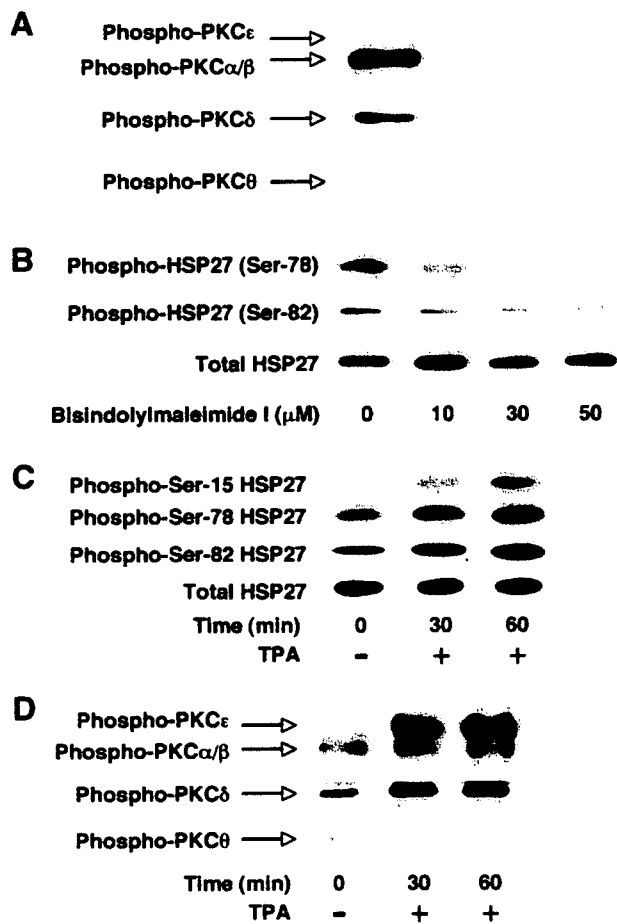 A
Phospho-PKCε
Phospho-PKCα/β
Phospho-PKCδ
Phospho-PKCθ
B
Phospho-HSP27 (Ser-78)
Phospho-HSP27 (Ser-82)
Total HSP27
Bisindolylmaleimide I (μM) 0 10 30 50
C
Phospho-Ser-15 HSP27
Phospho-Ser-78 HSP27
Phospho-Ser-82 HSP27
Total HSP27
Time (min) 0 30 60
TPA - + +
D
Phospho-PKCε
Phospho-PKCα/β
Phospho-PKCδ
Phospho-PKCθ
Time (min) 0 30 60
TPA - + +